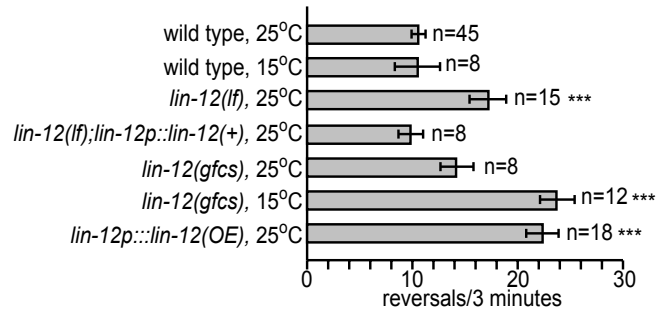 wild type, 25°C n=45
wild type, 15°C n=8
lin-12(lf), 25°C n=15 ***
lin-12(lf);lin-12p::lin-12(+), 25°C n=8
lin-12(gfcs), 25°C n=8
lin-12(gfcs), 15°C n=12 ***
lin-12p:::lin-12(OE), 25°C n=18 ***
0 10 20 30
reversals/3 minutes